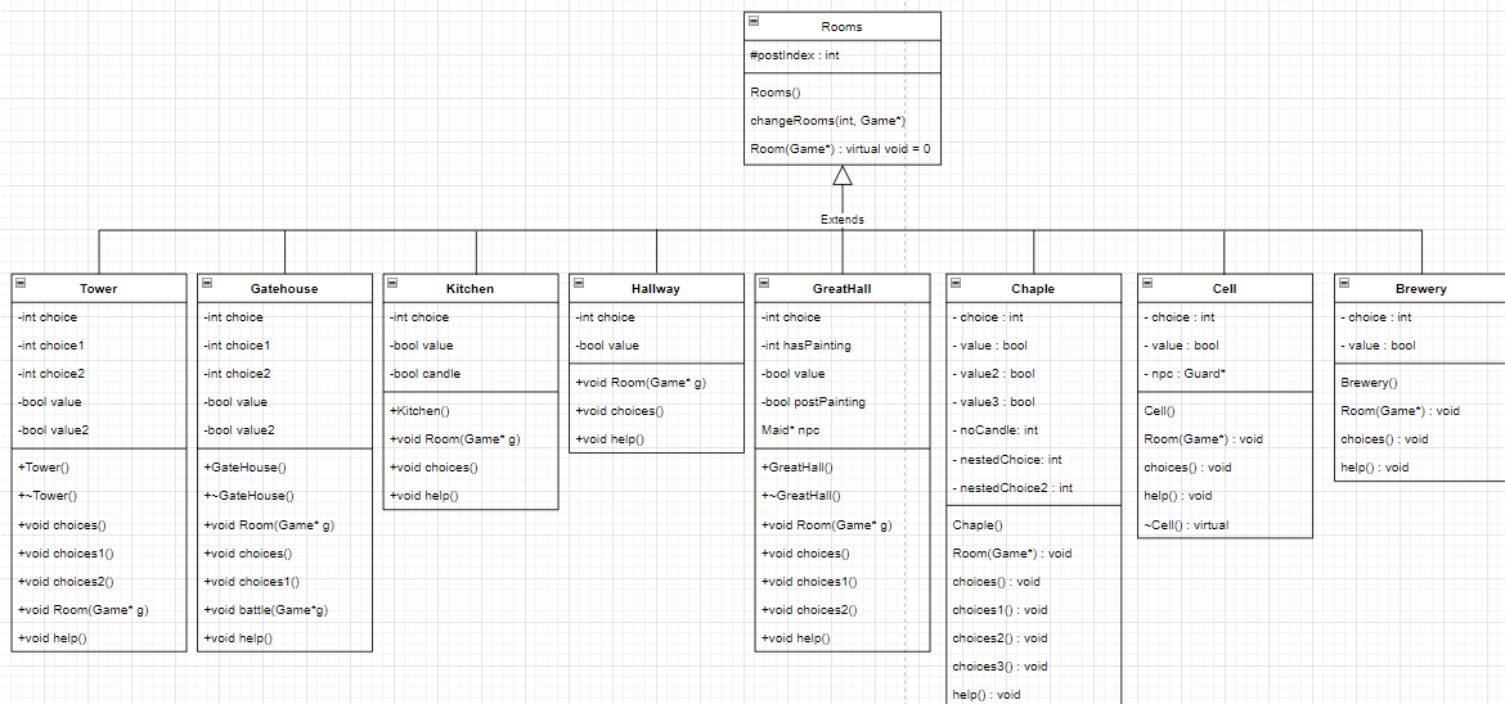 Rooms
#postIndex : int
Rooms()
changeRooms(int, Game*)
Room(Game*) : virtual void = 0
Extends
Tower
-int choice
-int choice1
-int choice2
-bool value
-bool value2
+Tower()
+~Tower()
+void choices()
+void choices1()
+void choices2()
+void Room(Game* g)
+void help()
Gatehouse
-int choice
-int choice1
-int choice2
-bool value
-bool value2
+GateHouse()
+~GateHouse()
+void Room(Game* g)
+void choices()
+void choices1()
+void battle(Game*g)
+void help()
Kitchen
-int choice
-bool value
-bool candle
+Kitchen()
+void Room(Game* g)
+void choices()
+void help()
Hallway
-int choice
-bool value
+void Room(Game* g)
+void choices()
+void help()
GreatHall
-int choice
-int hasPainting
-bool value
-bool postPainting
Maid* npc
+GreatHall()
+~GreatHall()
+void Room(Game* g)
+void choices()
+void choices1()
+void choices2()
+void help()
Chaple
- choice : int
- value : bool
- value2 : bool
- value3 : bool
- noCandle: int
- nestedChoice: int
- nestedChoice2 : int
Chaple()
Room(Game*) : void
choices() : void
choices1() : void
choices2() : void
choices3() : void
help() : void
Cell
- choice : int
- value : bool
- npc : Guard*
Cell()
Room(Game*) : void
choices() : void
help() : void
~Cell() : virtual
Brewery
- choice : int
- value : bool
Brewery()
Room(Game*) : void
choices() : void
help() : void